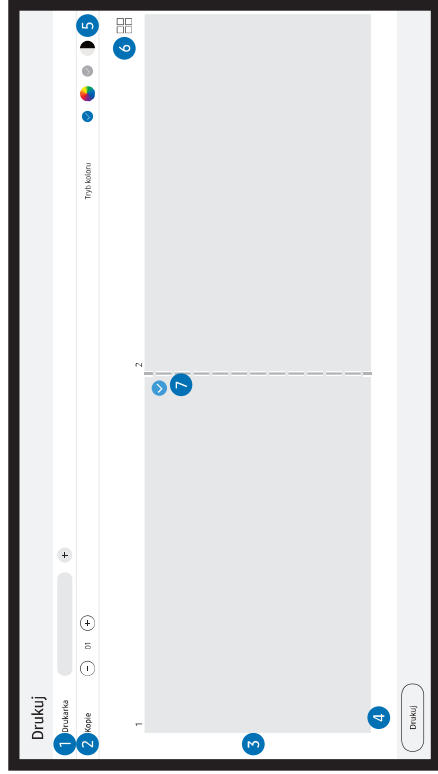 Drukuj
1 Drukarka +
2 Kopie − 01 + Tryb koloru 5
6
1 2
7
3
4
Drukuj